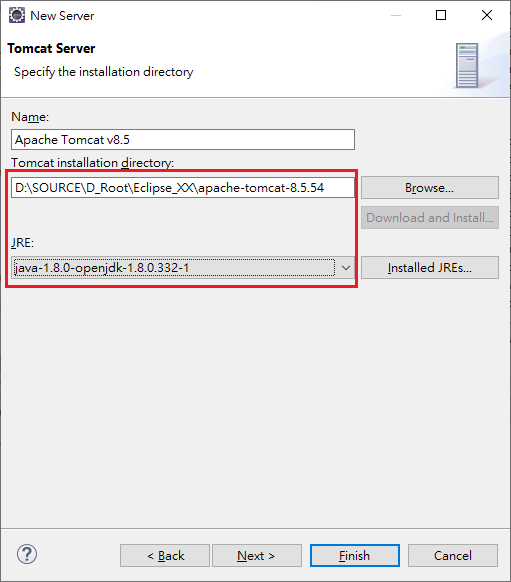 New Server
Tomcat Server
Specify the installation directory
Name:
Apache Tomcat v8.5
Tomcat installation directory:
D:\SOURCE\D_Root\Eclipse_XX\apache-tomcat-8.5.54
Browse...
Download and Install...
JRE:
java-1.8.0-openjdk-1.8.0.332-1
Installed JREs...
?
< Back
Next >
Finish
Cancel